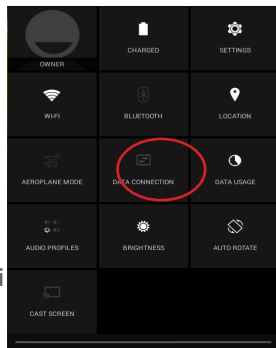 OWNER
CHARGED
SETTINGS
WI-FI
BLUETOOTH
LOCATION
AEROPLANE MODE
DATA CONNECTION
DATA USAGE
AUDIO PROFILES
BRIGHTNESS
AUTO ROTATE
i
CAST SCREEN